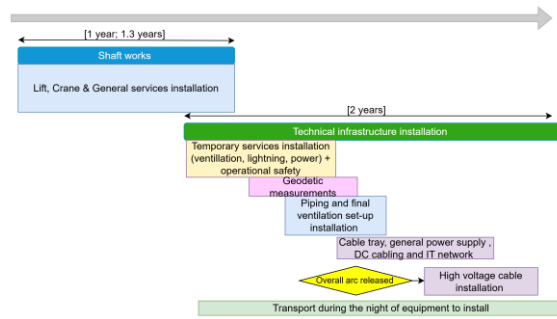 [1 year; 1.3 years]
Shaft works
Lift, Crane & General services installation
[2 years]
Technical infrastructure installation
Temporary services installation
(ventillation, lightning, power) +
operational safety
Geodetic
measurements
Piping and final
ventilation set-up
installation
Cable tray, general power supply ,
DC cabling and IT network
Overall arc released
High voltage cable
installation
Transport during the night of equipment to install